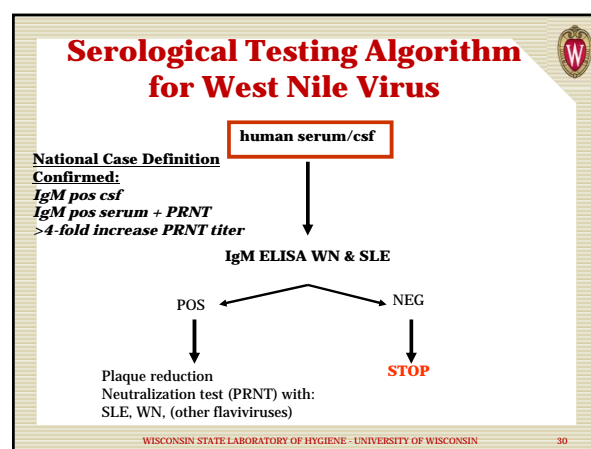 Serological Testing Algorithm
for West Nile Virus
W
human serum/csf
National Case Definition
Confirmed:
IgM pos csf
IgM pos serum + PRNT
>4-fold increase PRNT titer
IgM ELISA WN & SLE
POS
NEG
Plaque reduction
Neutralization test (PRNT) with:
SLE, WN, (other flaviviruses)
STOP
WISCONSIN STATE LABORATORY OF HYGIENE - UNIVERSITY OF WISCONSIN
30